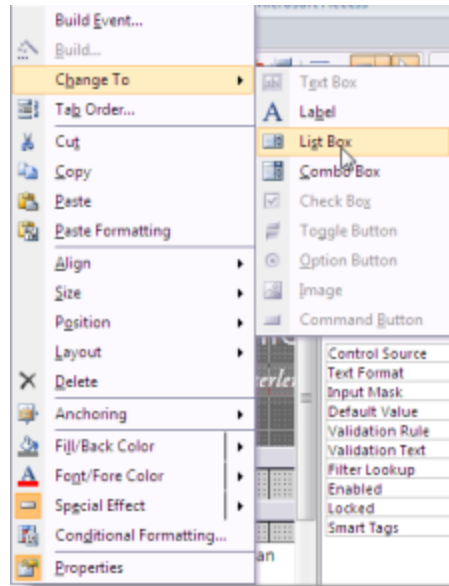 Microsoft Access
Build Event...
Build...
Change To
Tab Order...
Cut
Copy
Paste
Paste Formatting
Align
Size
Position
Layout
Delete
Anchoring
Fill/Back Color
Font/Fore Color
Special Effect
Conditional Formatting...
Properties
Text Box
Label
List Box
Combo Box
Check Box
Toggle Button
Option Button
Image
Command Button
Control Source
Text Format
Input Mask
Default Value
Validation Rule
Validation Text
Filter Lookup
Enabled
Locked
Smart Tags